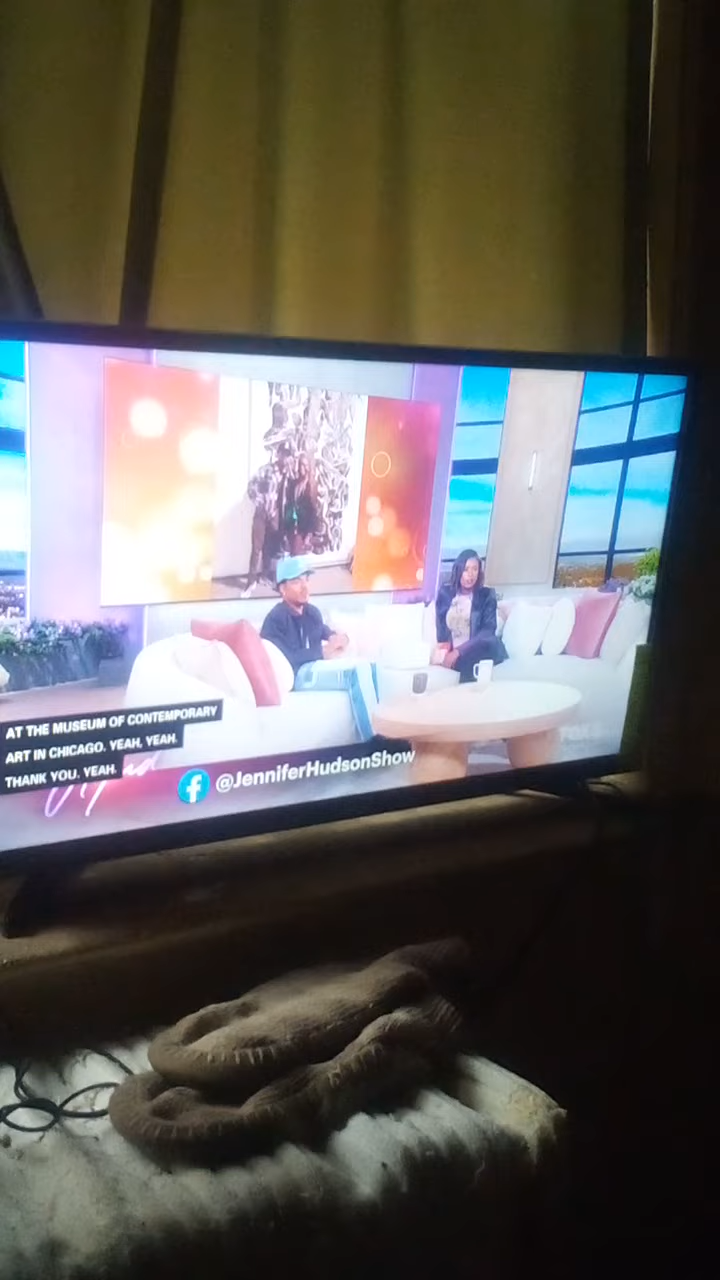 AT THE MUSEUM OF CONTEMPORARY
ART IN CHICAGO. YEAH, YEAH.
THANK YOU. YEAH.
@JenniferHudsonShow